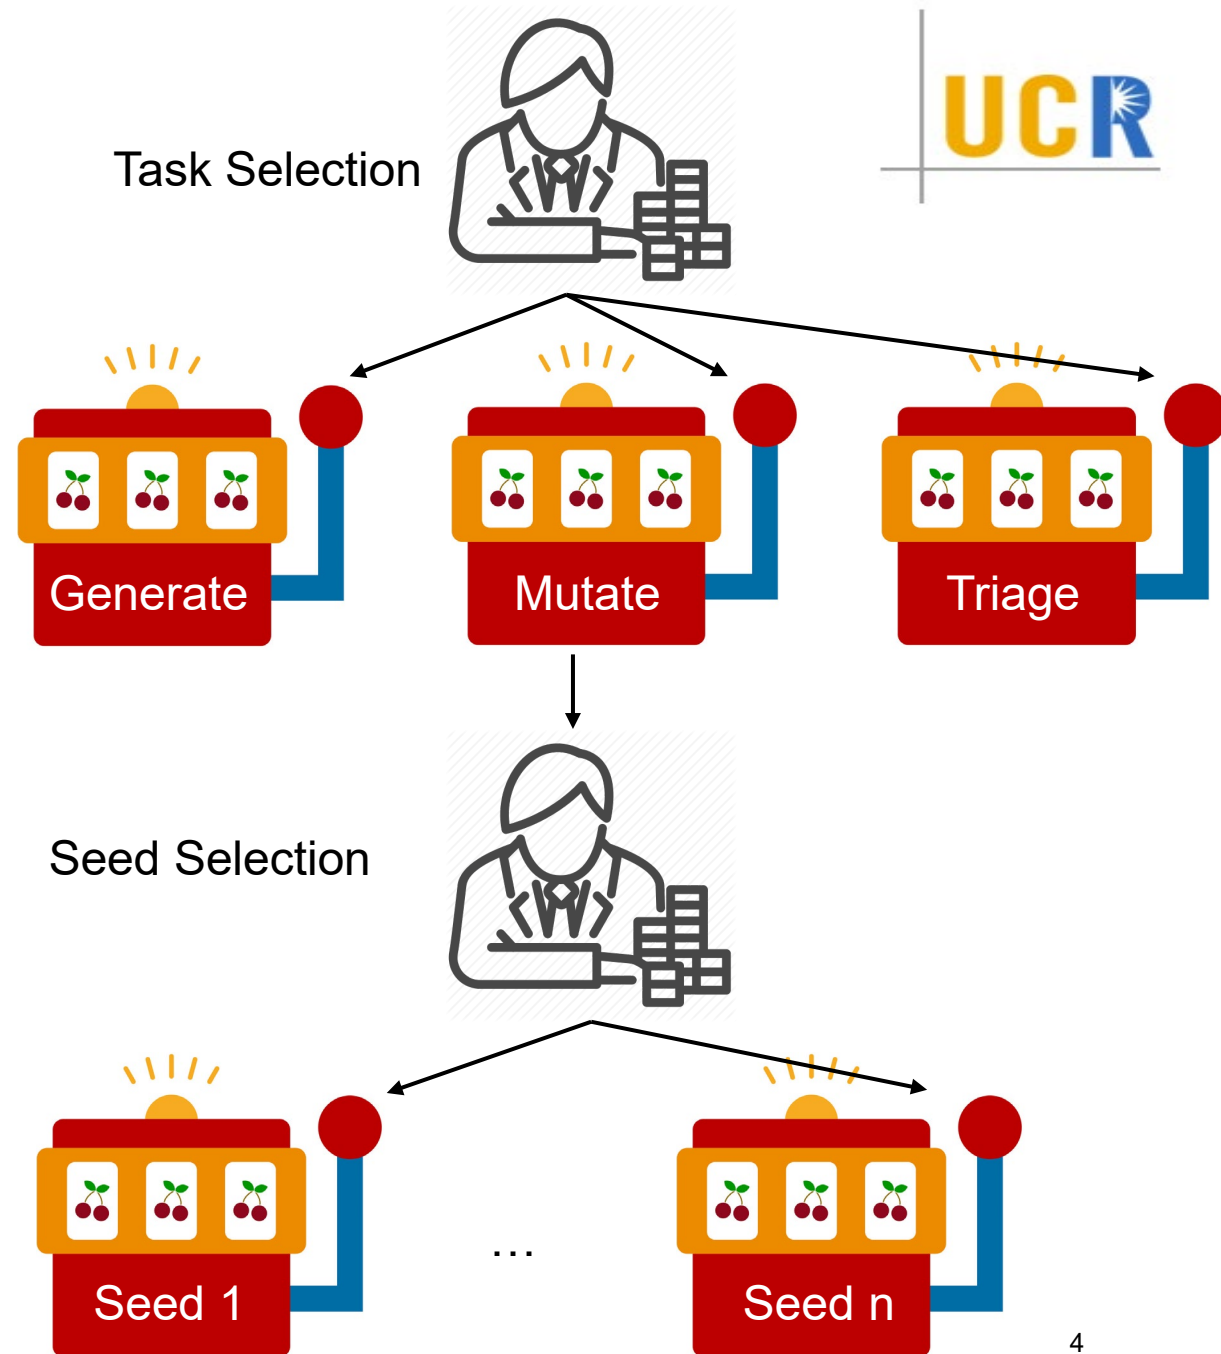 UCR
Task Selection
Generate
Mutate
Triage
Seed Selection
Seed 1
...
Seed n
4